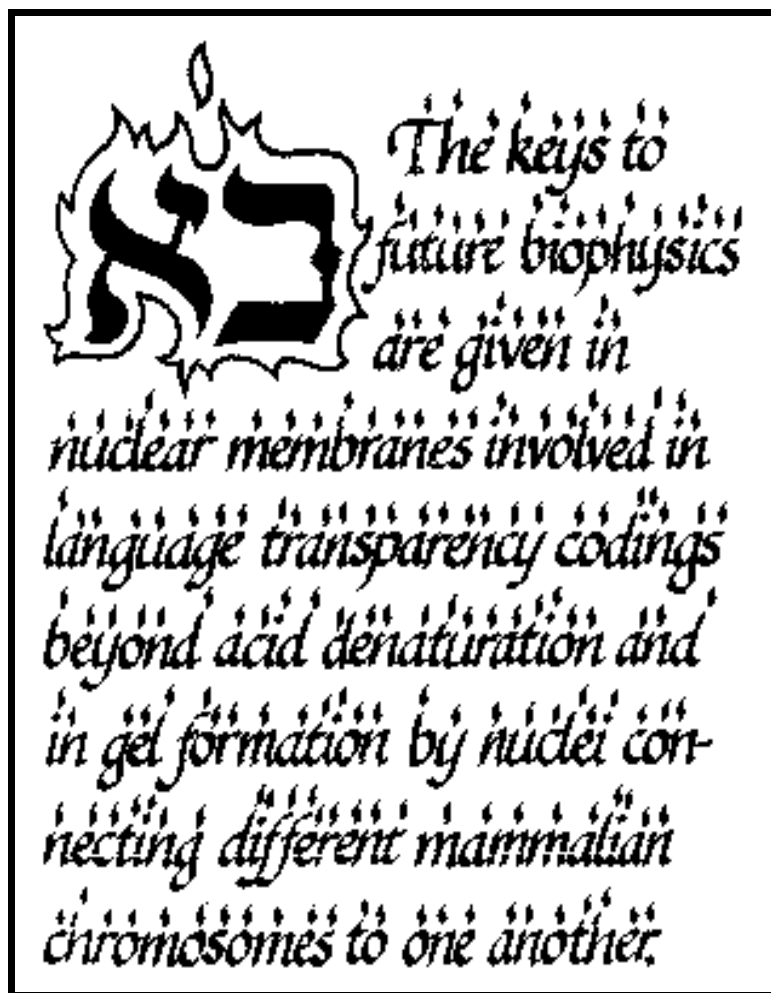 כא
The keys to
future biophysics
are given in
nuclear membranes involved in
language transparency codings
beyond acid denaturation and
in gel formation by nuclei con-
necting different mammalian
chromosomes to one another.